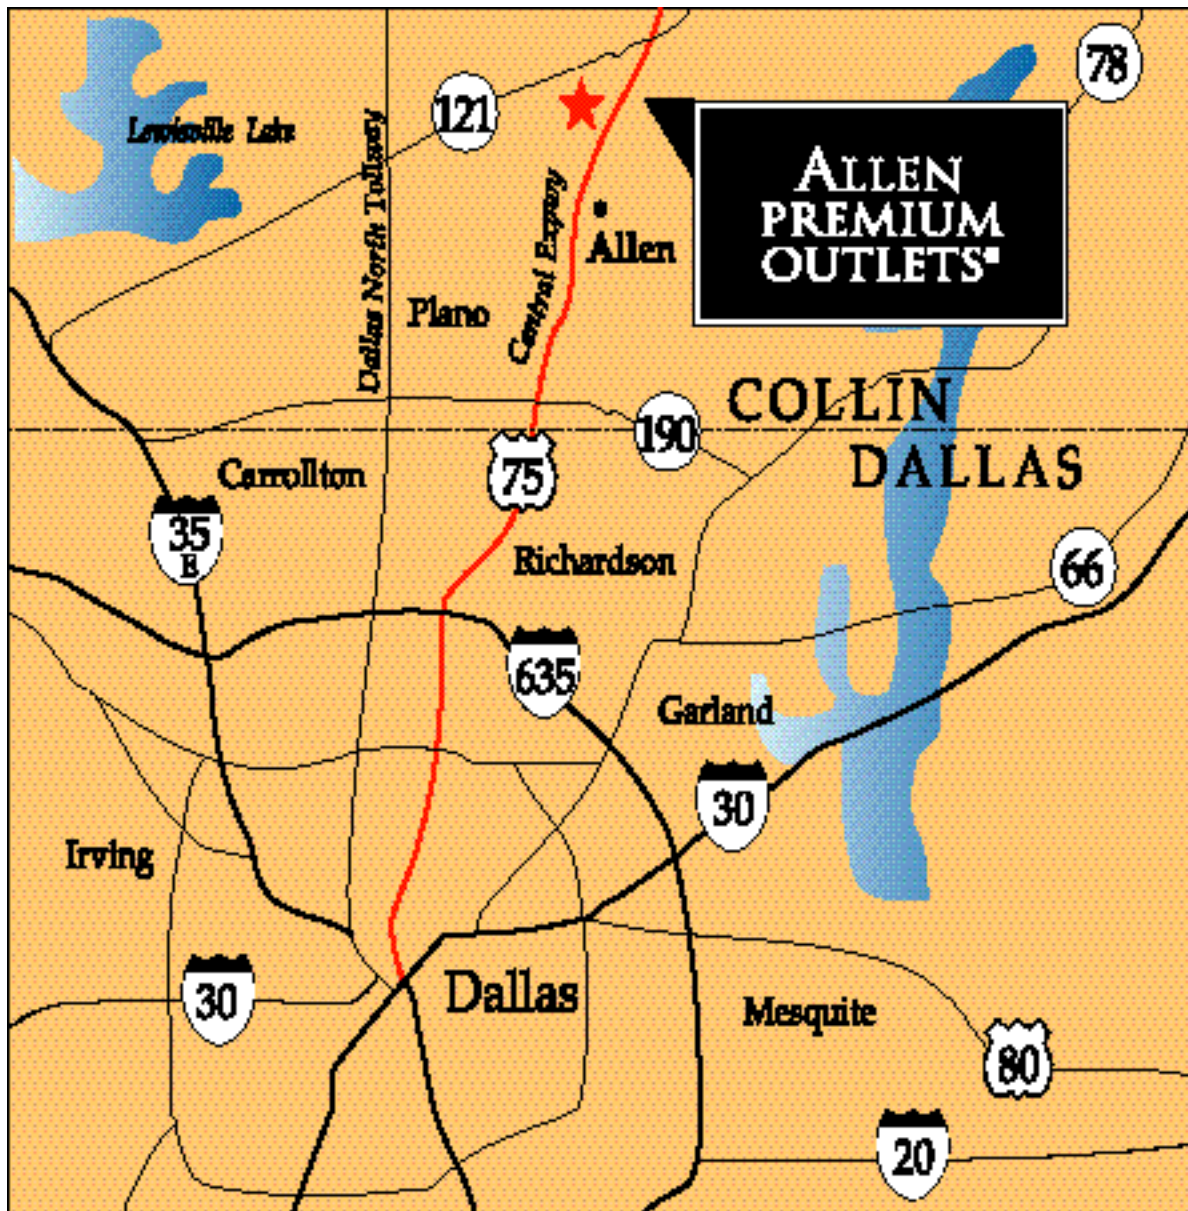 78
121
Lewisville Lake
ALLEN
PREMIUM
OUTLETS
Dallas North Tollway
Central Expwy
Allen
Plano
COLLIN
190
DALLAS
Carrollton
75
35
E
Richardson
66
635
Garland
30
Irving
30
Dallas
Mesquite
80
20